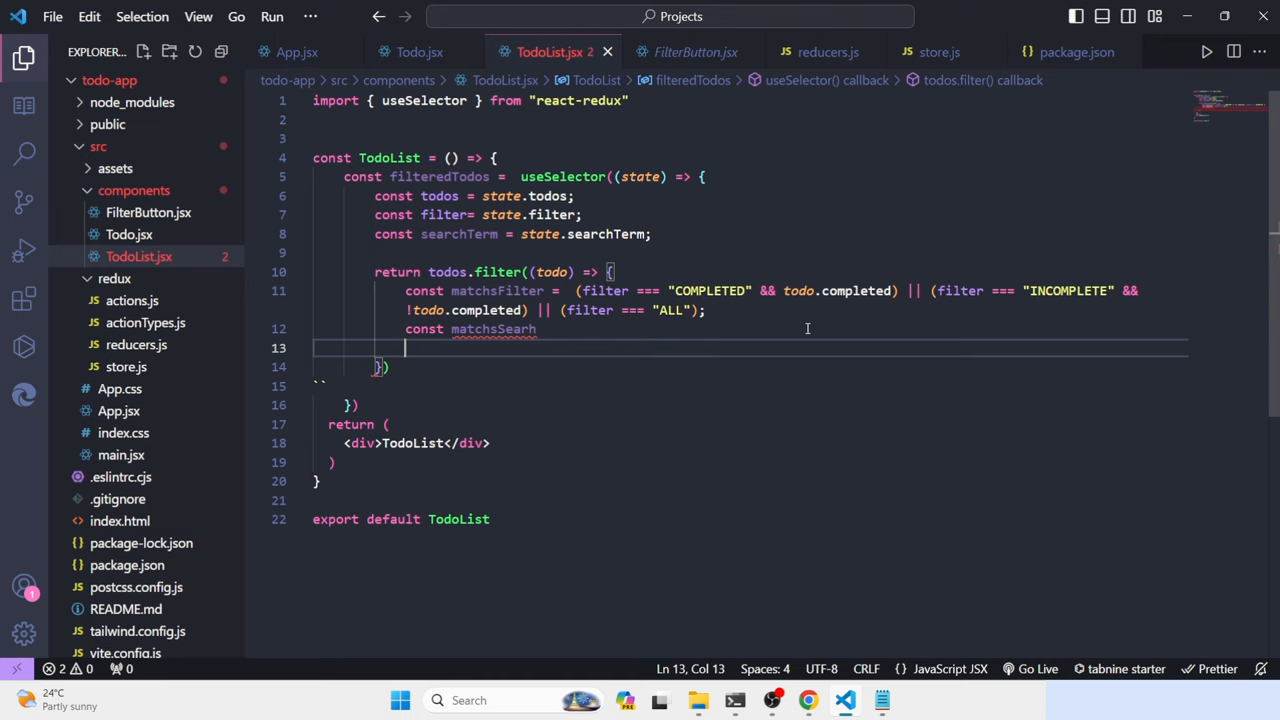 File Edit Selection View Go Run ··· Projects
EXPLORER...
App.jsx Todo.jsx TodoList.jsx 2 FilterButton.jsx reducers.js store.js package.json
todo-app > src > components > TodoList.jsx > TodoList > filteredTodos > useSelector() callback > todos.filter() callback
todo-app
node_modules
public
src
assets
components
FilterButton.jsx
Todo.jsx
TodoList.jsx 2
redux
actions.js
actionTypes.js
reducers.js
store.js
App.css
App.jsx
index.css
main.jsx
.eslintrc.cjs
.gitignore
index.html
package-lock.json
package.json
postcss.config.js
README.md
tailwind.config.js
vite.config.js
1 import { useSelector } from "react-redux"
2
3
4 const TodoList = () => {
5 const filteredTodos = useSelector((state) => {
6 const todos = state.todos;
7 const filter= state.filter;
8 const searchTerm = state.searchTerm;
9
10 return todos.filter((todo) => {
11 const matchsFilter = (filter === "COMPLETED" && todo.completed) || (filter === "INCOMPLETE" &&
!todo.completed) || (filter === "ALL");
12 const matchsSearh
13
14 })
15 ``
16 })
17 return (
18 <div>TodoList</div>
19 )
20 }
21
22 export default TodoList
1
2 0 0 Ln 13, Col 13 Spaces: 4 UTF-8 CRLF {} JavaScript JSX Go Live tabnine starter Prettier
24°C
Partly sunny
Search
PRE